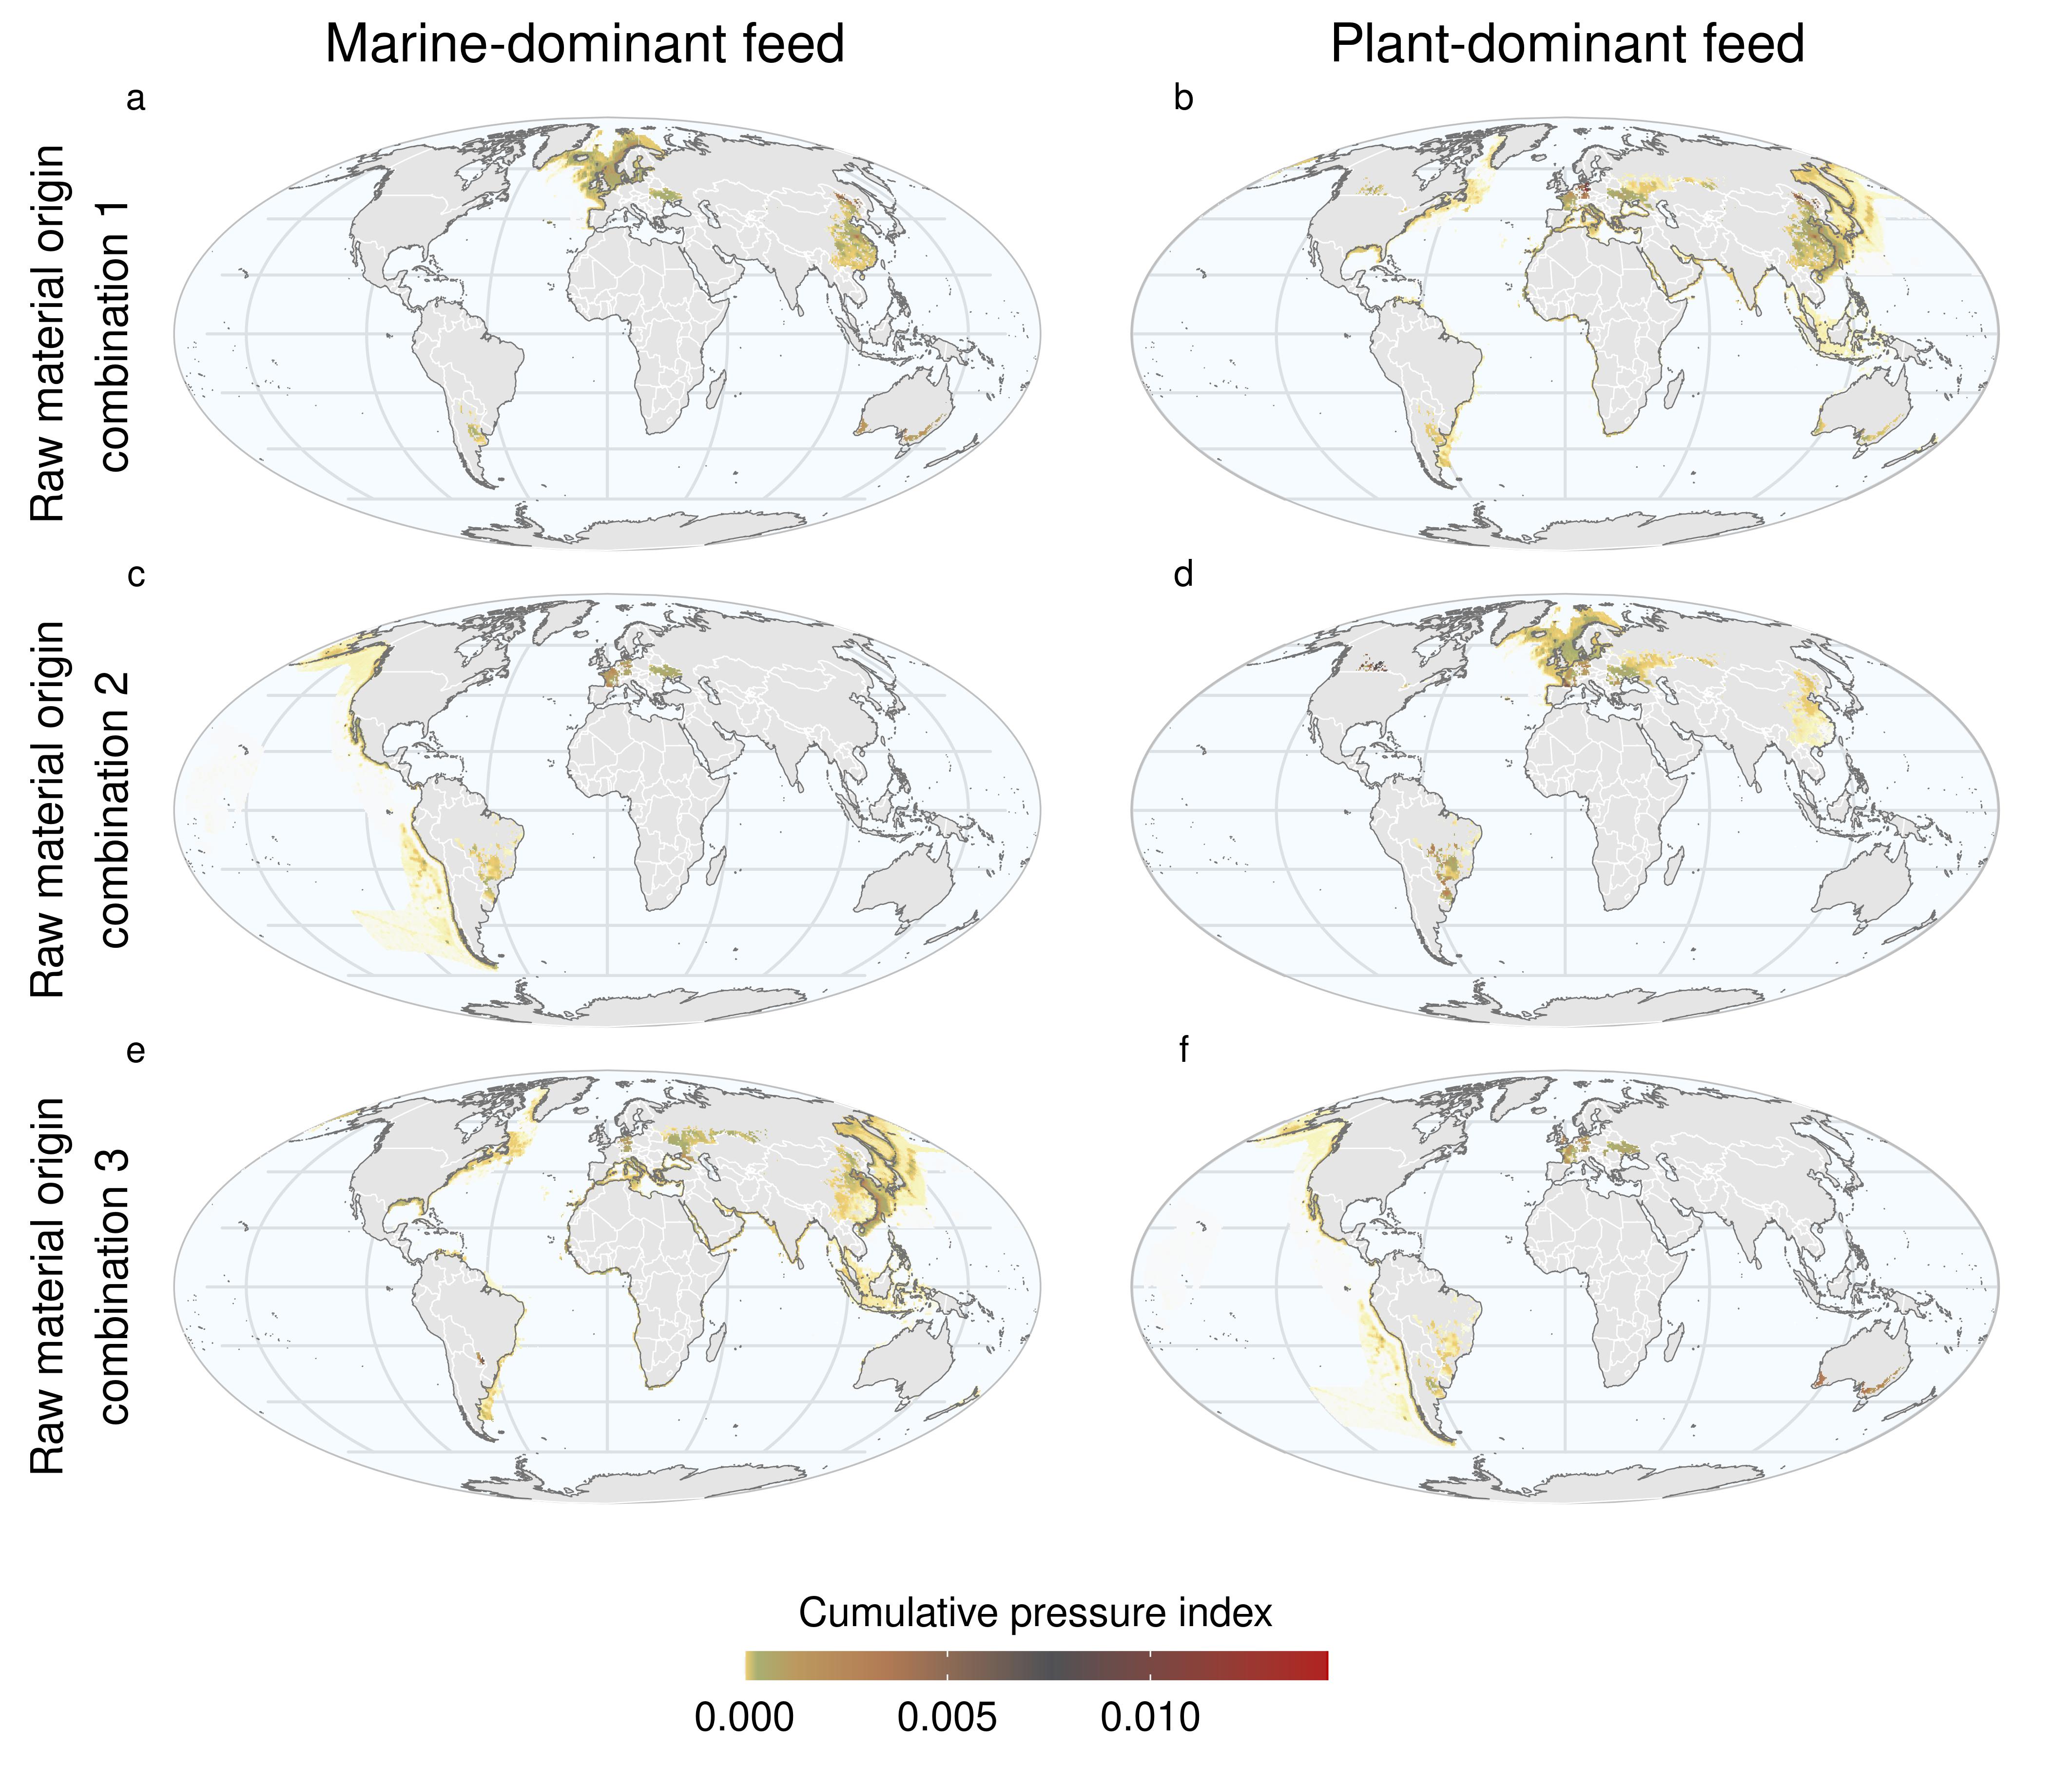 Marine-dominant feed
Plant-dominant feed
Raw material origin
combination 1
a
b
Raw material origin
combination 2
c
d
Raw material origin
combination 3
e
f
Cumulative pressure index
0.000
0.005
0.010